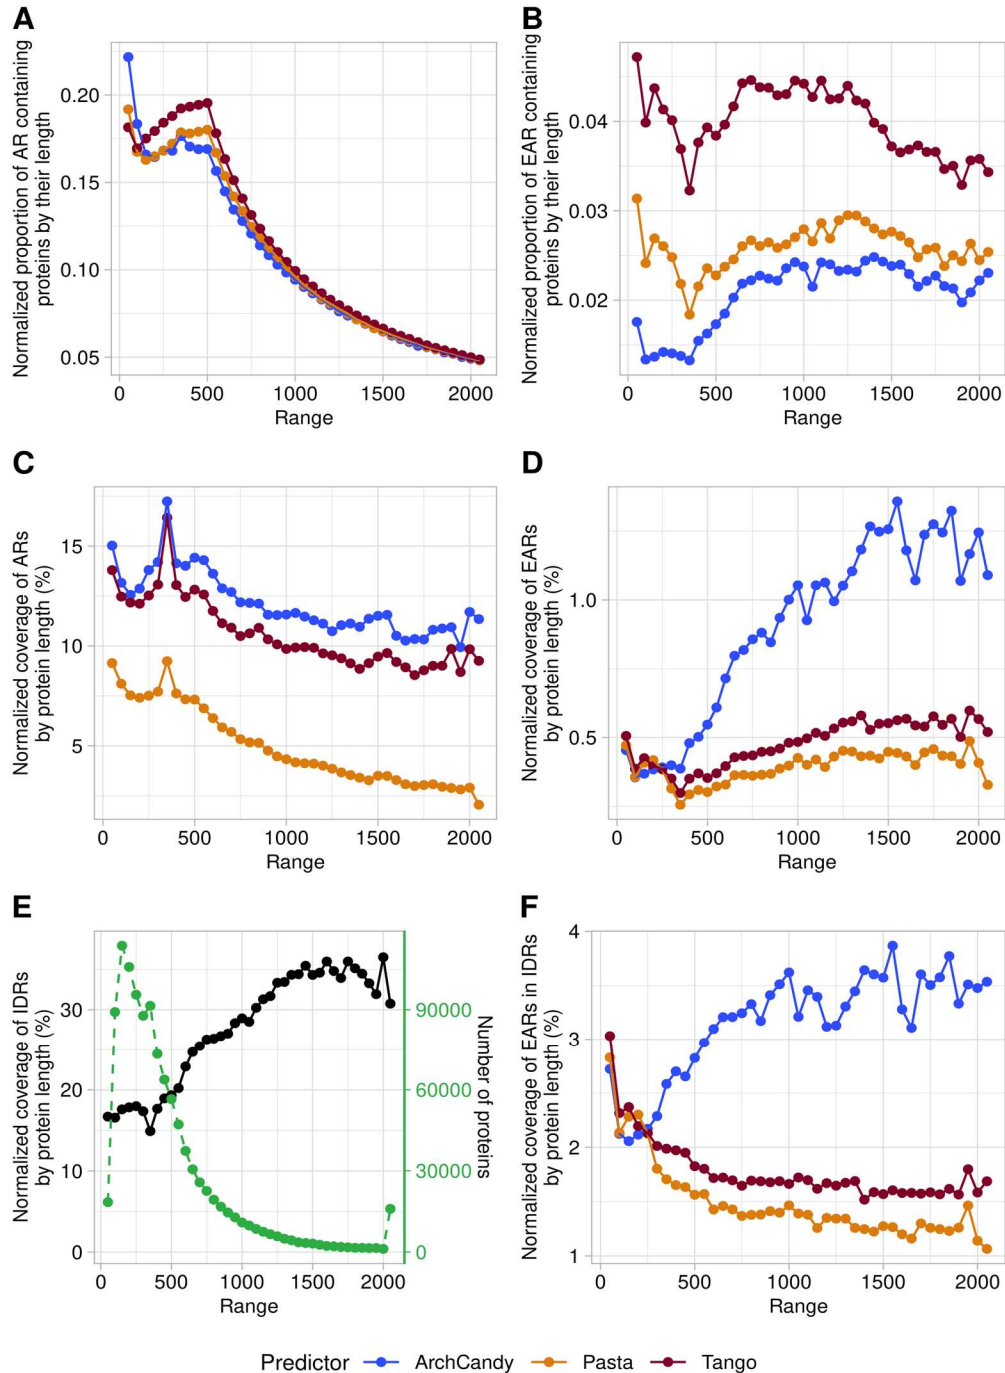 A
Normalized proportion of AR containing
proteins by their length
0.20
0.15
0.10
0.05
0 500 1000 1500 2000
Range
B
Normalized proportion of EAR containing
proteins by their length
0.04
0.03
0.02
0 500 1000 1500 2000
Range
C
Normalized coverage of ARs
by protein length (%)
15
10
5
0 500 1000 1500 2000
Range
D
Normalized coverage of EARs
by protein length (%)
1.0
0.5
0 500 1000 1500 2000
Range
E
Normalized coverage of IDRs
by protein length (%)
30
20
10
0
90000
60000
30000
0
Number of proteins
0 500 1000 1500 2000
Range
F
Normalized coverage of EARs in IDRs
by protein length (%)
4
3
2
1
0 500 1000 1500 2000
Range
Predictor ArchCandy Pasta Tango